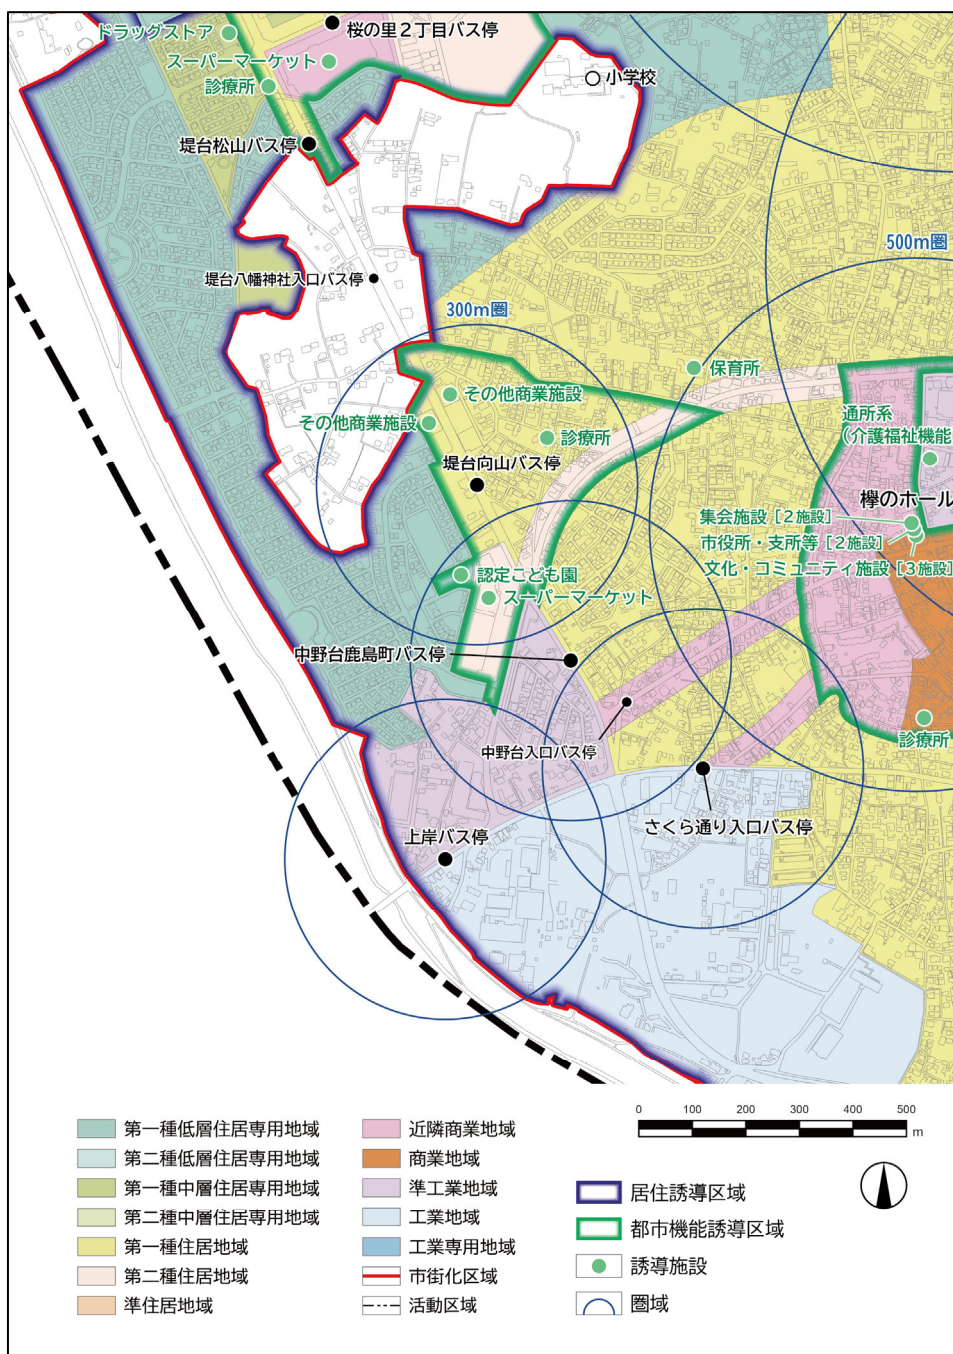 ドラッグストア
桜の里２丁目バス停
スーパーマーケット
小学校
診療所
堤台松山バス停
500m圏
堤台八幡神社入口バス停
300m圏
保育所
その他商業施設
その他商業施設
通所系
（介護福祉機能
診療所
堤台向山バス停
欅のホール
集会施設［２施設］
市役所・支所等［２施設］
文化・コミュニティ施設［３施設］
認定こども園
スーパーマーケット
中野台鹿島町バス停
診療所
中野台入口バス停
さくら通り入口バス停
上岸バス停
0 100 200 300 400 500
m
第一種低層住居専用地域
第二種低層住居専用地域
第一種中層住居専用地域
第二種中層住居専用地域
第一種住居地域
第二種住居地域
準住居地域
近隣商業地域
商業地域
準工業地域
工業地域
工業専用地域
市街化区域
活動区域
居住誘導区域
都市機能誘導区域
誘導施設
圏域